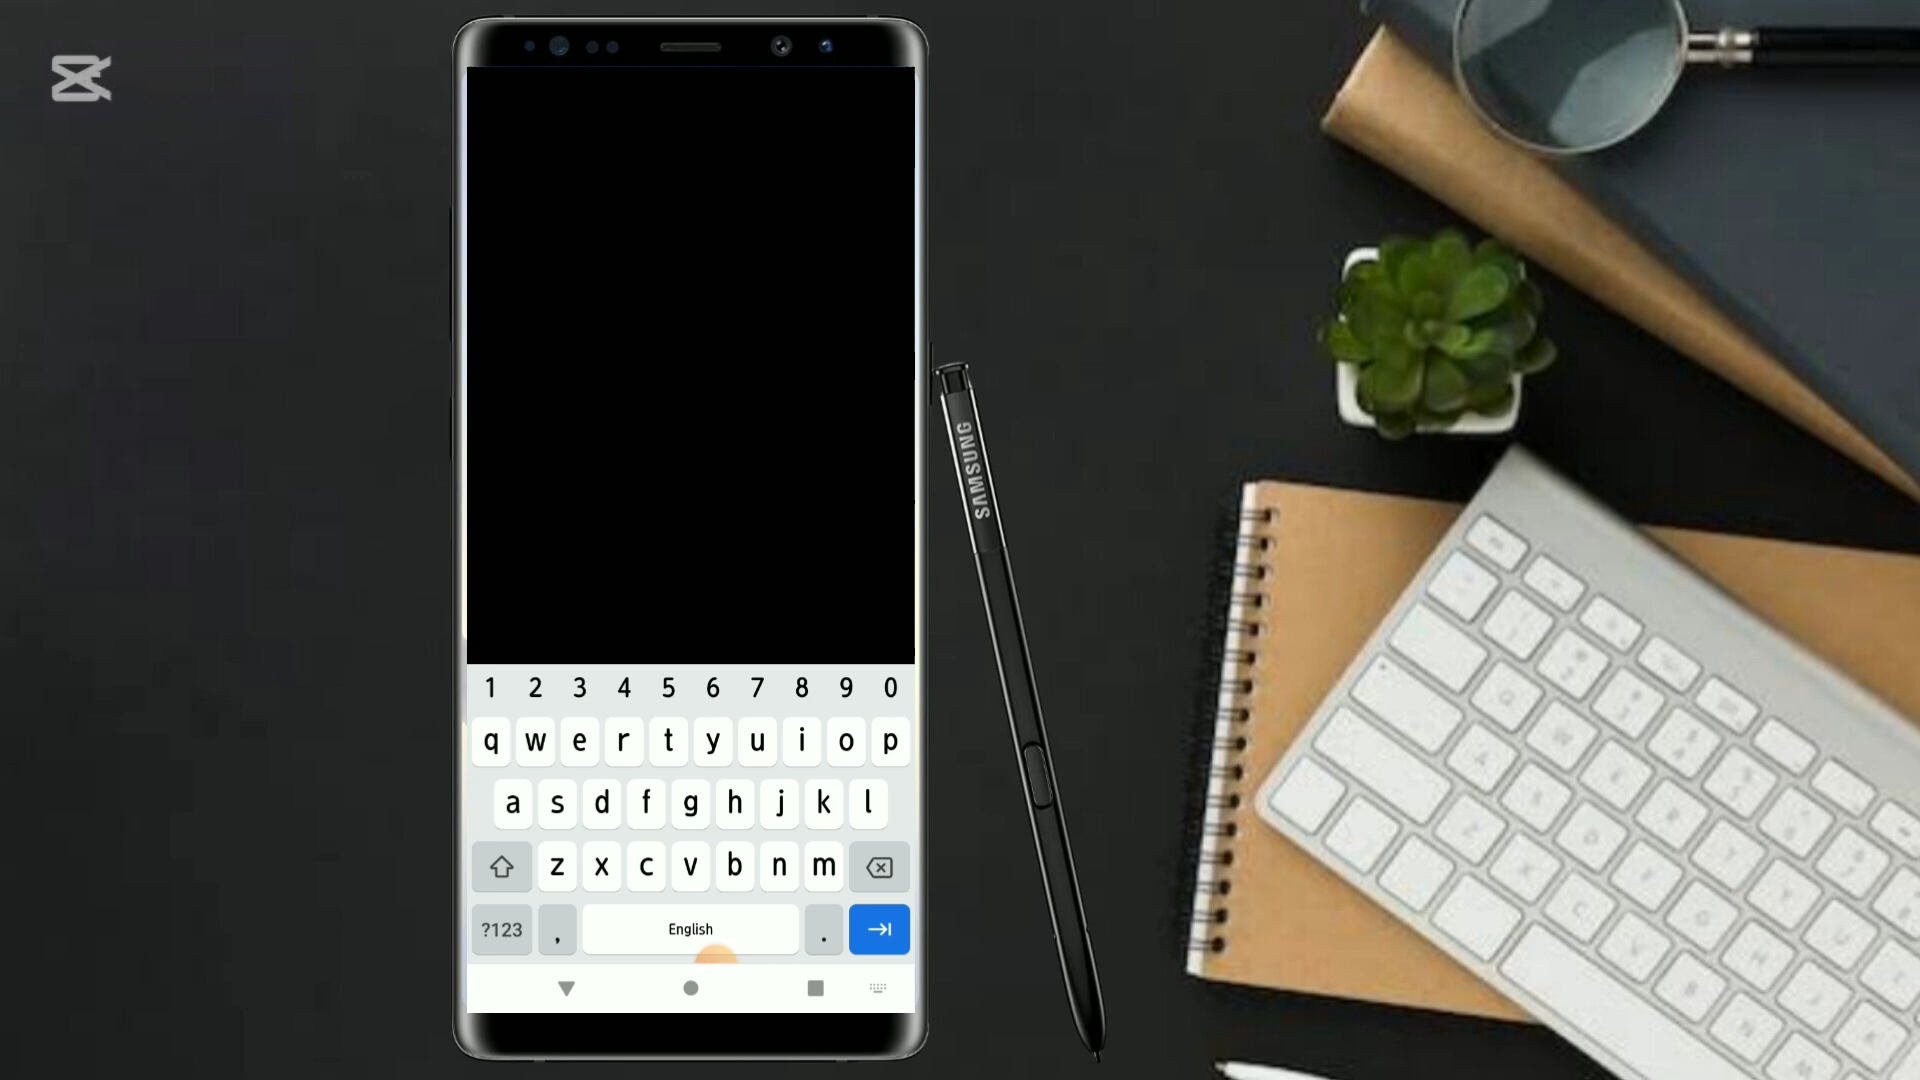 1 2 3 4 5 6 7 8 9 0
q w e r t y u i o p
a s d f g h j k l
z x c v b n m
?123 , English .
SAMSUNG